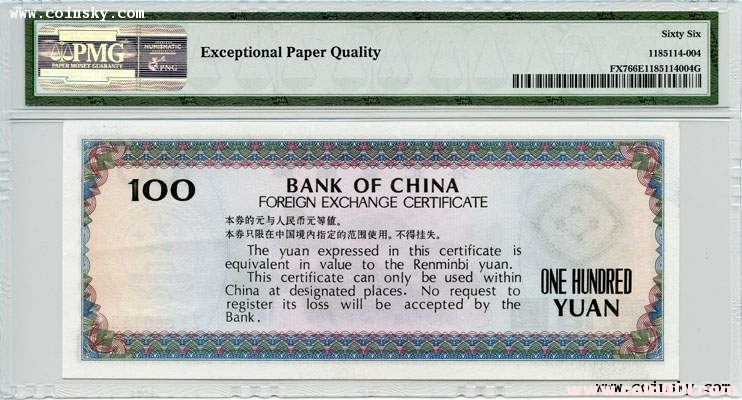 www.coinsky.com
PMG
PAPER MONEY GUARANTY
NUMISMATIC
PNG
Exceptional Paper Quality
Sixty Six
1185114-004
FX766E1185114004G
100
BANK OF CHINA
FOREIGN EXCHANGE CERTIFICATE
本券的元与人民币元等值。
本券只限在中国境内指定的范围使用。不得挂失。
The yuan expressed in this certificate is
equivalent in value to the Renminbi yuan.
This certificate can only be used within
China at designated places. No request to
register its loss will be accepted by the
Bank.
ONE HUNDRED
YUAN
www.coinsky.com